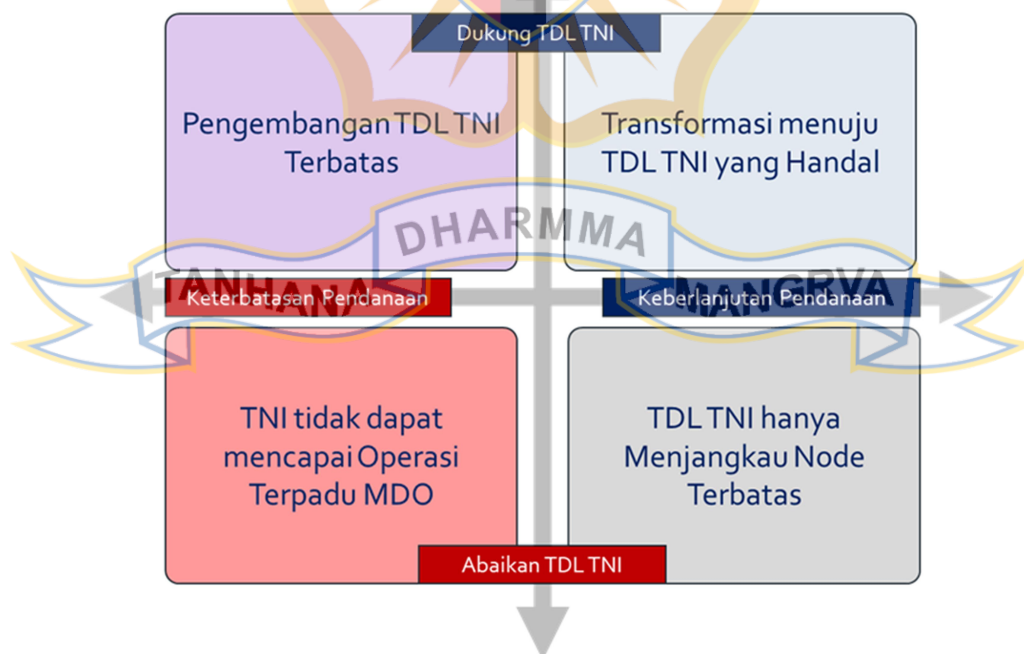 Dukung TDL TNI
Pengembangan TDL TNI
Terbatas
Transformasi menuju
TDL TNI yang Handal
TANHANA DHARMMA MANGRVA
Keterbatasan Pendanaan
Keberlanjutan Pendanaan
TNI tidak dapat
mencapai Operasi
Terpadu MDO
TDL TNI hanya
Menjangkau Node
Terbatas
Abaikan TDL TNI